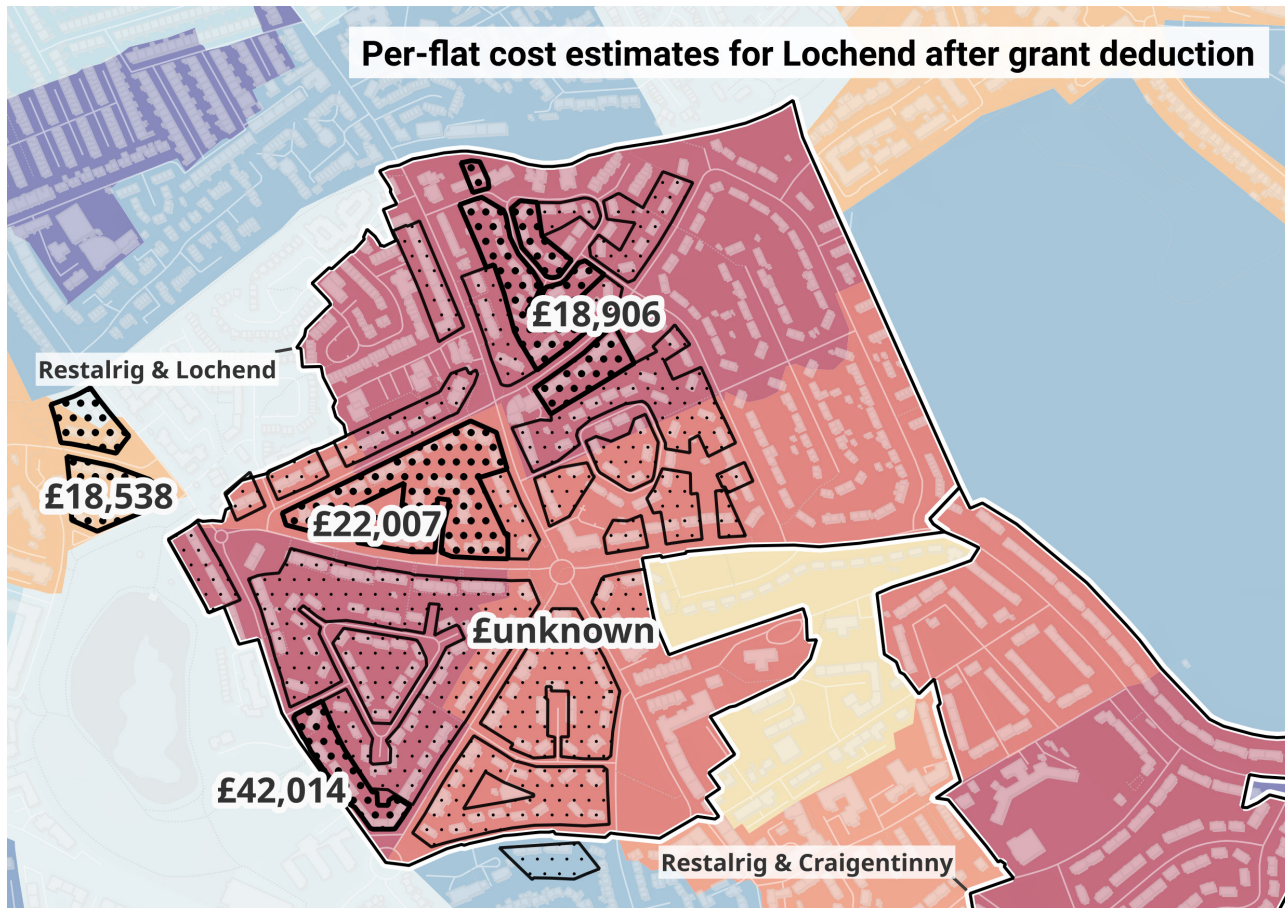 Per-flat cost estimates for Lochend after grant deduction
£18,906
Restalrig & Lochend
£18,538
£22,007
£unknown
£42,014
Restalrig & Craigentinny